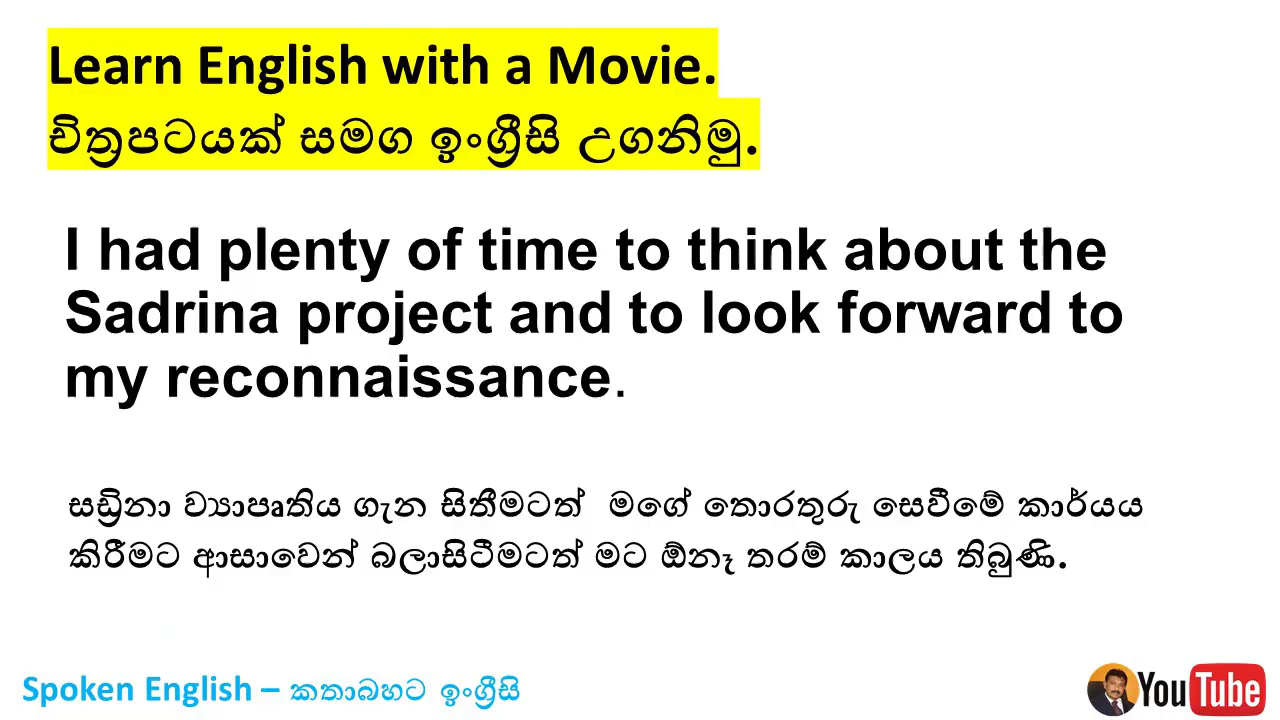 Learn English with a Movie.
චිත්‍රපටයක් සමග ඉංග්‍රීසි උගනිමු.
I had plenty of time to think about the
Sadrina project and to look forward to
my reconnaissance.
සඩ්‍රිනා ව්‍යාපෘතිය ගැන සිතීමටත් මගේ තොරතුරු සෙවීමේ කාර්යය
කිරීමට ආසාවෙන් බලාසිටීමටත් මට ඕනෑ තරම් කාලය තිබුණි.
Spoken English – කතාබහට ඉංග්‍රීසි
YouTube